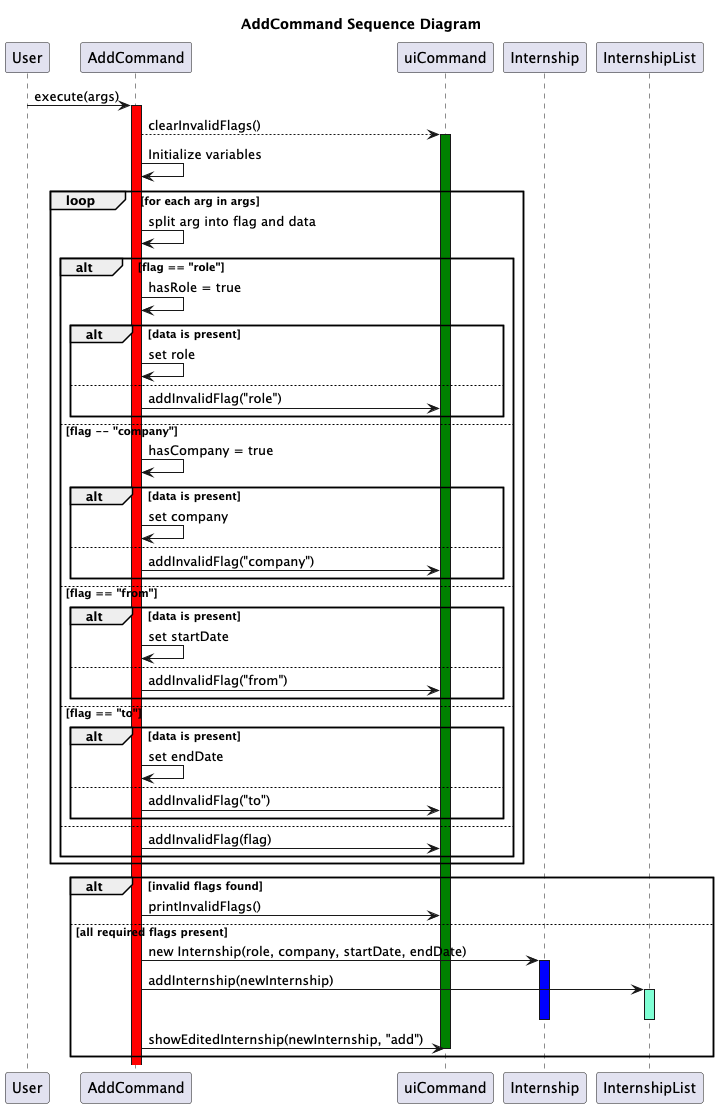 AddCommand Sequence Diagram
User AddCommand uiCommand Internship InternshipList
execute(args)
clearInvalidFlags()
Initialize variables
loop [for each arg in args]
split arg into flag and data
alt [flag == "role"]
hasRole = true
alt [data is present]
set role
addInvalidFlag("role")
[flag -- "company"]
hasCompany = true
alt [data is present]
set company
addInvalidFlag("company")
[flag == "from"]
alt [data is present]
set startDate
addInvalidFlag("from")
[flag == "to"]
alt [data is present]
set endDate
addInvalidFlag("to")
addInvalidFlag(flag)
alt [invalid flags found]
printInvalidFlags()
[all required flags present]
new Internship(role, company, startDate, endDate)
addInternship(newInternship)
showEditedInternship(newInternship, "add")
User AddCommand uiCommand Internship InternshipList